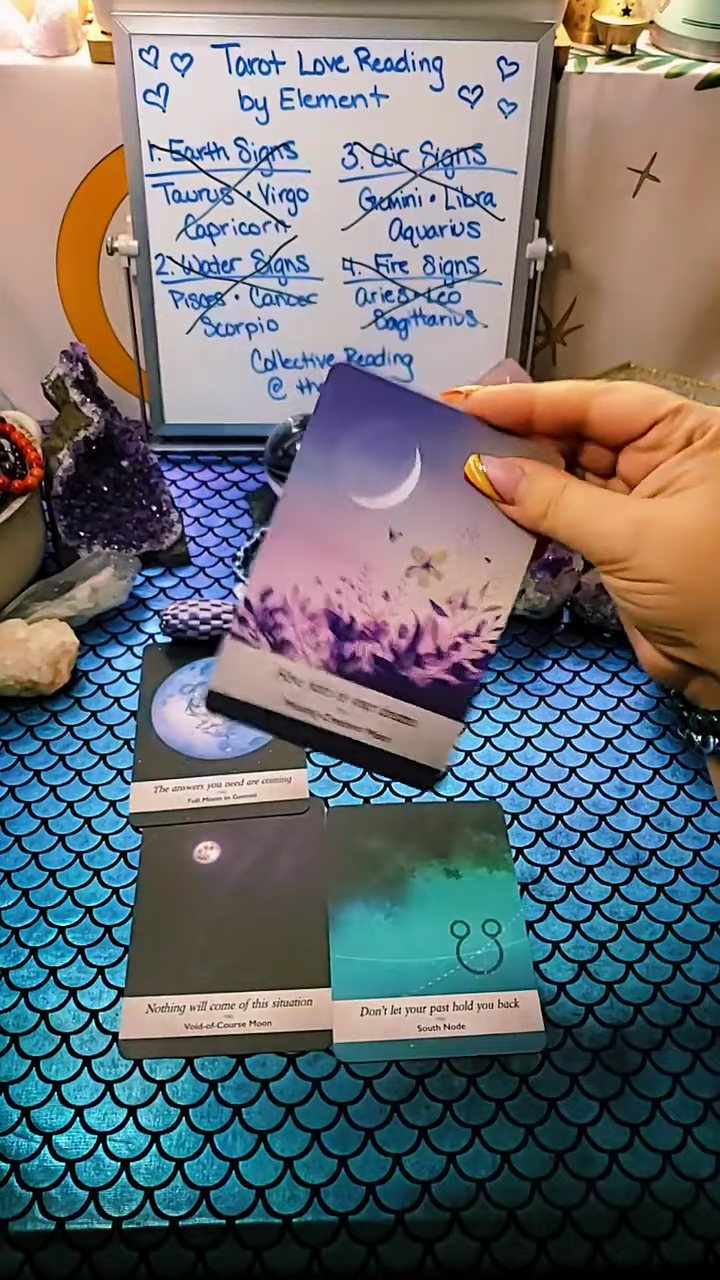 Tarot Love Reading
by Element
1. Earth Signs
Taurus • Virgo
Capricorn
2. Water Signs
Pisces • Cancer
Scorpio
3. Air Signs
Gemini • Libra
Aquarius
4. Fire Signs
Aries • Leo
Sagittarius
Collective Reading
@ the
The answers you need are coming
Full Moon in Gemini
Nothing will come of this situation
Void-of-Course Moon
Don't let your past hold you back
South Node